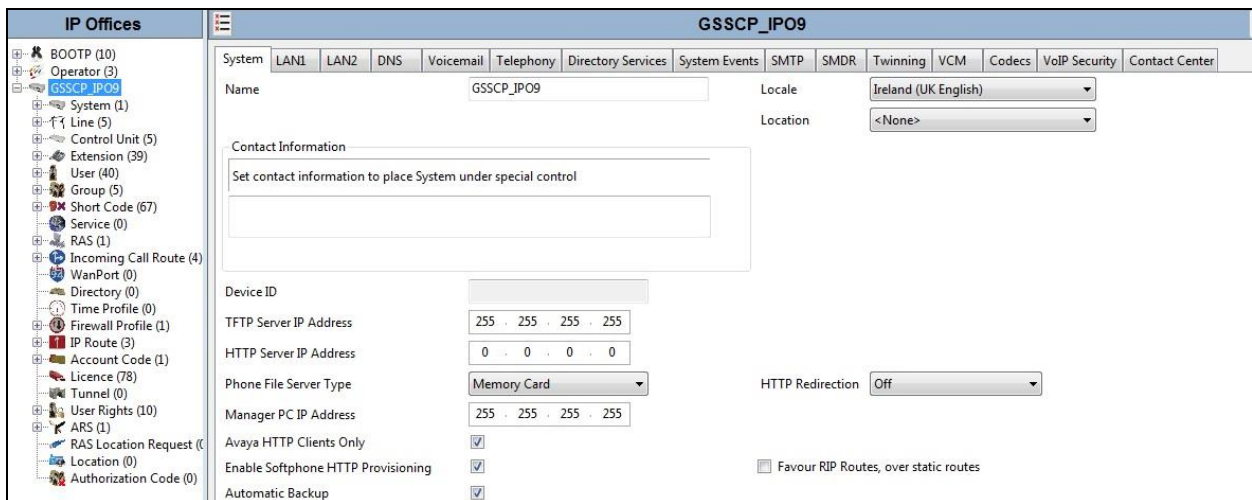 IP Offices
BOOTP (10)
Operator (3)
GSSCP_IPO9
System (1)
Line (5)
Control Unit (5)
Extension (39)
User (40)
Group (5)
Short Code (67)
Service (0)
RAS (1)
Incoming Call Route (4)
WanPort (0)
Directory (0)
Time Profile (0)
Firewall Profile (1)
IP Route (3)
Account Code (1)
Licence (78)
Tunnel (0)
User Rights (10)
ARS (1)
RAS Location Request (
Location (0)
Authorization Code (0)
GSSCP_IPO9
System LAN1 LAN2 DNS Voicemail Telephony Directory Services System Events SMTP SMDR Twinning VCM Codecs VoIP Security Contact Center
Name GSSCP_IPO9 Locale Ireland (UK English)
Location <None>
Contact Information
Set contact information to place System under special control
Device ID
TFTP Server IP Address 255 . 255 . 255 . 255
HTTP Server IP Address 0 . 0 . 0 . 0
Phone File Server Type Memory Card HTTP Redirection Off
Manager PC IP Address 255 . 255 . 255 . 255
Avaya HTTP Clients Only
Enable Softphone HTTP Provisioning Favour RIP Routes, over static routes
Automatic Backup